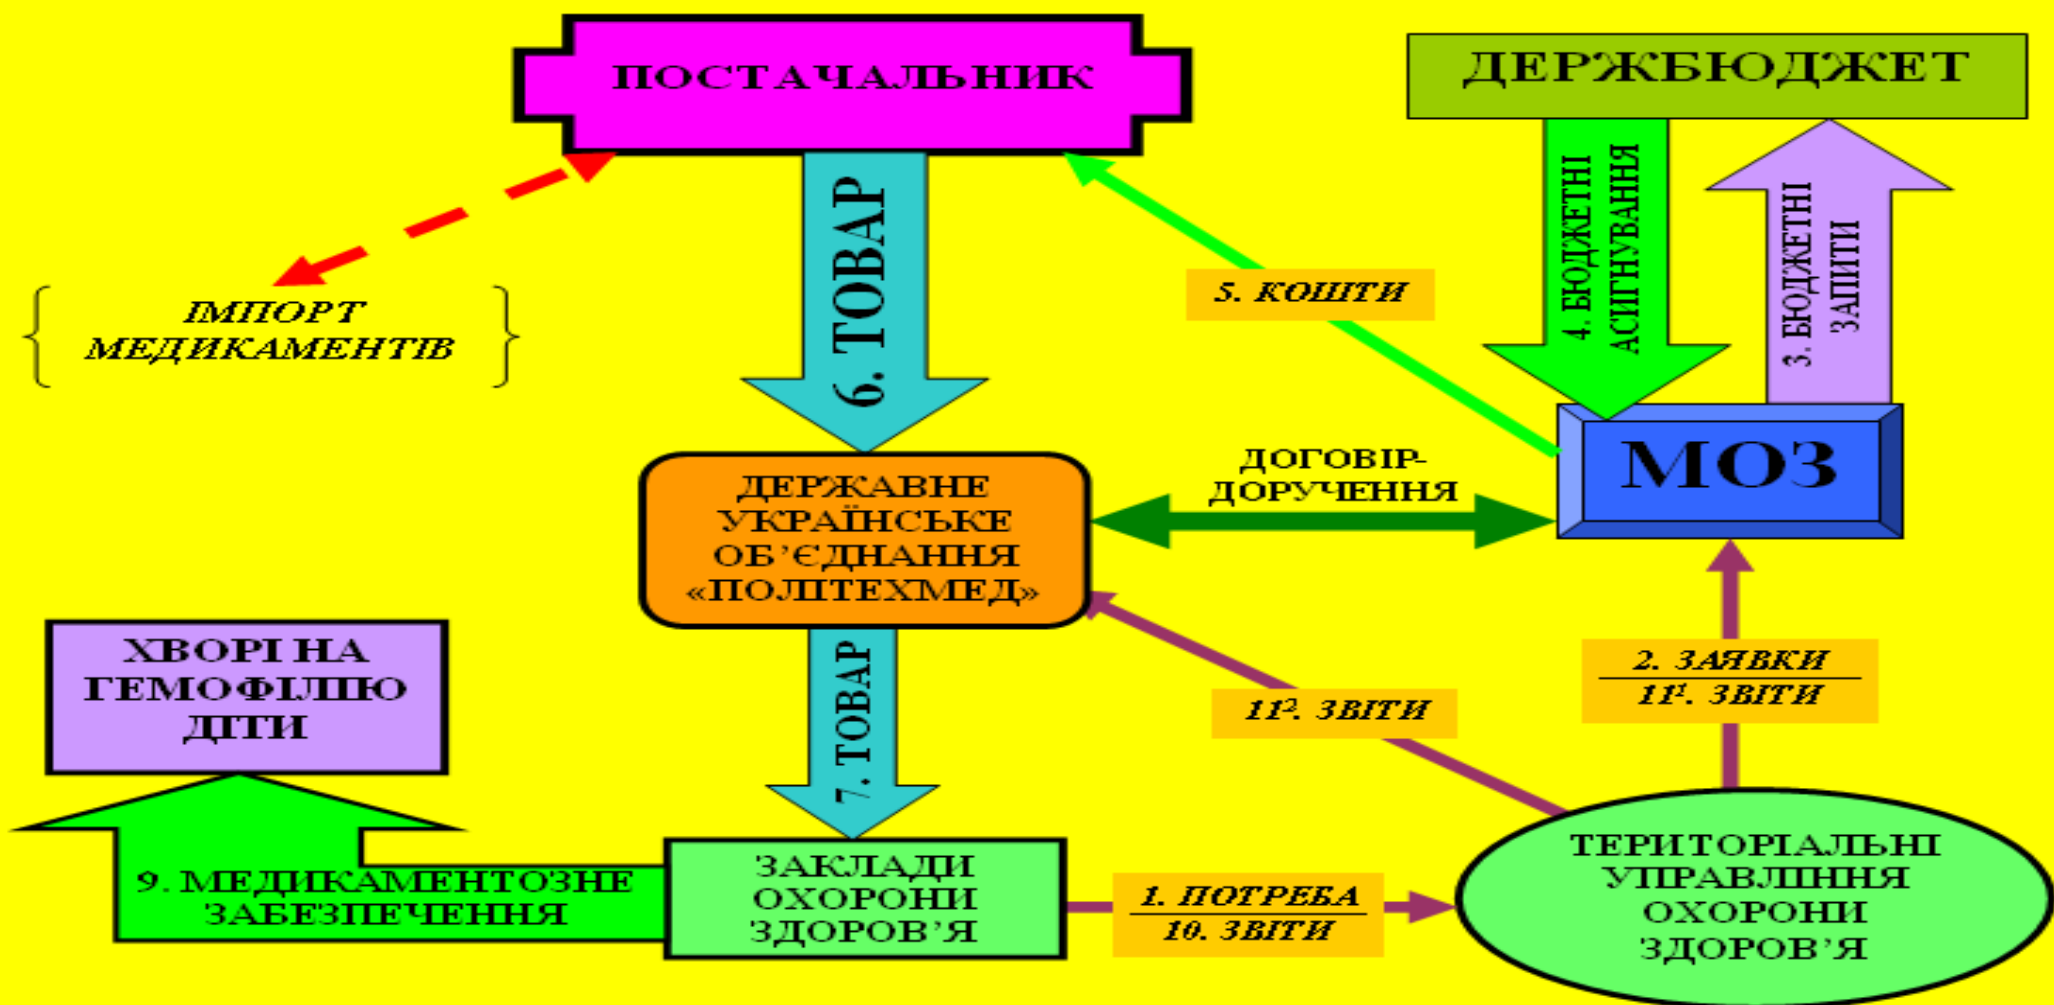 ПОСТАЧАЛЬНИК
ДЕРЖБЮДЖЕТ
4. БЮДЖЕТНІ
АСИГНУВАННЯ
3. БЮДЖЕТНІ
ЗАПИТИ
6. ТОВАР
5. КОШТИ
ІМПОРТ
МЕДИКАМЕНТІВ
ДЕРЖАВНЕ
УКРАЇНСЬКЕ
ОБ’ЄДНАННЯ
«ПОЛІТЕХМЕД»
ДОГОВІР-
ДОРУЧЕННЯ
МОЗ
ХВОРІ НА
ГЕМОФІЛІЮ
ДІТИ
7. ТОВАР
11². ЗВІТИ
2. ЗАЯВКИ
11¹. ЗВІТИ
9. МЕДИКАМЕНТОЗНЕ
ЗАБЕЗПЕЧЕННЯ
ЗАКЛАДИ
ОХОРОНИ
ЗДОРОВ’Я
1. ПОТРЕБА
10. ЗВІТИ
ТЕРИТОРІАЛЬНІ
УПРАВЛІННЯ
ОХОРОНИ
ЗДОРОВ’Я